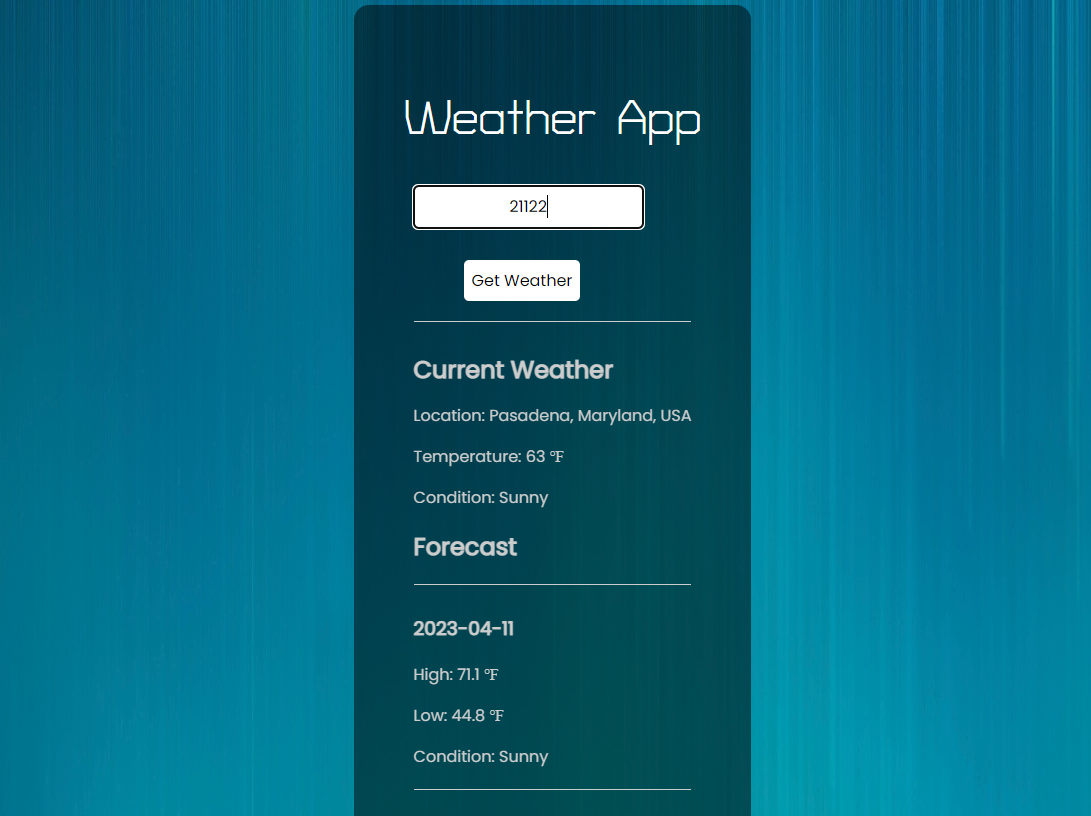 Weather App
21122
Get Weather
Current Weather
Location: Pasadena, Maryland, USA
Temperature: 63 ℉
Condition: Sunny
Forecast
2023-04-11
High: 71.1 ℉
Low: 44.8 ℉
Condition: Sunny